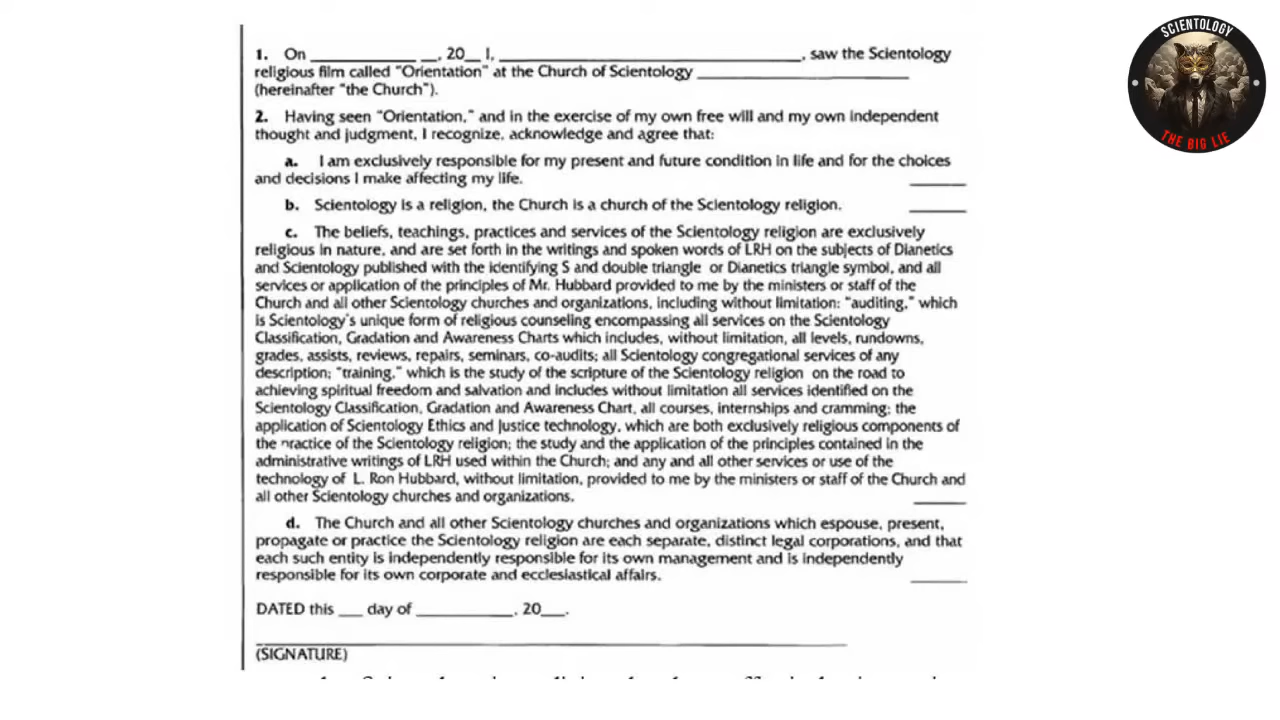 1. On ____________ __, 20__ I, ___________________________________, saw the Scientology
religious film called "Orientation" at the Church of Scientology ________________________
(hereinafter "the Church").
2. Having seen "Orientation," and in the exercise of my own free will and my own independent
thought and judgment, I recognize, acknowledge and agree that:
a. I am exclusively responsible for my present and future condition in life and for the choices
and decisions I make affecting my life. ______
b. Scientology is a religion, the Church is a church of the Scientology religion. ______
c. The beliefs, teachings, practices and services of the Scientology religion are exclusively
religious in nature, and are set forth in the writings and spoken words of LRH on the subjects of Dianetics
and Scientology published with the identifying S and double triangle or Dianetics triangle symbol, and all
services or application of the principles of Mr. Hubbard provided to me by the ministers or staff of the
Church and all other Scientology churches and organizations, including without limitation: "auditing," which
is Scientology's unique form of religious counseling encompassing all services on the Scientology
Classification, Gradation and Awareness Charts which includes, without limitation, all levels, rundowns,
grades, assists, reviews, repairs, seminars, co-audits; all Scientology congregational services of any
description; "training," which is the study of the scripture of the Scientology religion on the road to
achieving spiritual freedom and salvation and includes without limitation all services identified on the
Scientology Classification, Gradation and Awareness Chart, all courses, internships and cramming; the
application of Scientology Ethics and Justice technology, which are both exclusively religious components of
the practice of the Scientology religion; the study and the application of the principles contained in the
administrative writings of LRH used within the Church; and any and all other services or use of the
technology of L. Ron Hubbard, without limitation, provided to me by the ministers or staff of the Church and
all other Scientology churches and organizations. ______
d. The Church and all other Scientology churches and organizations which espouse, present,
propagate or practice the Scientology religion are each separate, distinct legal corporations, and that
each such entity is independently responsible for its own management and is independently
responsible for its own corporate and ecclesiastical affairs. ______
DATED this ___ day of ___________, 20___.
(SIGNATURE)
SCIENTOLOGY
THE BIG LIE